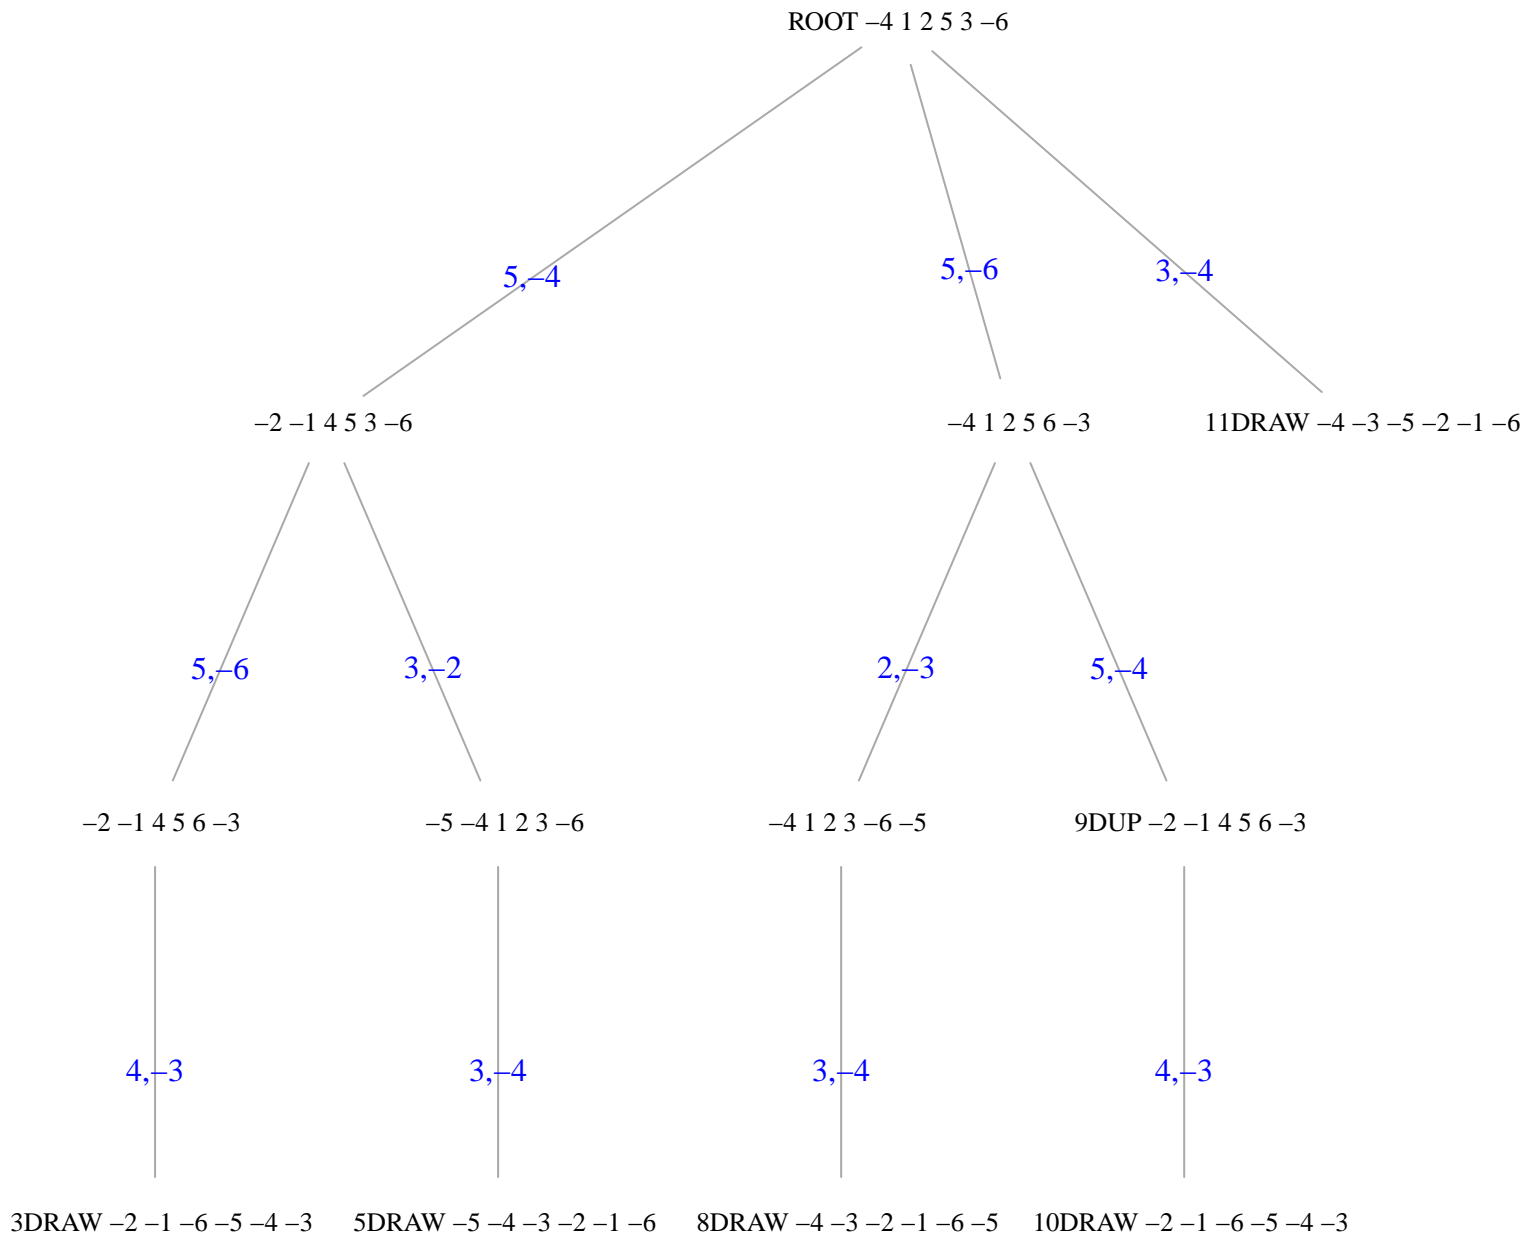 ROOT –4 1 2 5 3 –6
5,–4
5,–6
3,–4
–2 –1 4 5 3 –6
–4 1 2 5 6 –3
11DRAW –4 –3 –5 –2 –1 –6
5,–6
3,–2
2,–3
5,–4
–2 –1 4 5 6 –3
–5 –4 1 2 3 –6
–4 1 2 3 –6 –5
9DUP –2 –1 4 5 6 –3
4,–3
3,–4
3,–4
4,–3
3DRAW –2 –1 –6 –5 –4 –3
5DRAW –5 –4 –3 –2 –1 –6
8DRAW –4 –3 –2 –1 –6 –5
10DRAW –2 –1 –6 –5 –4 –3